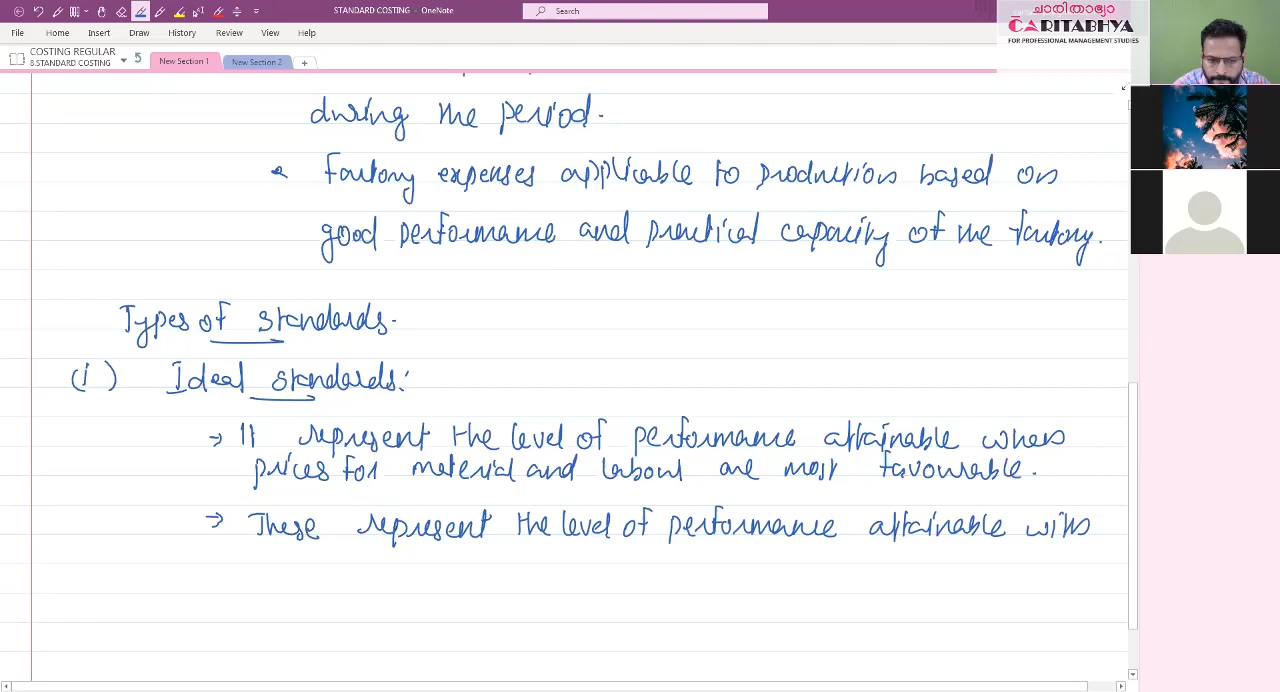 STANDARD COSTING - OneNote
Search
File Home Insert Draw History Review View Help
COSTING REGULAR
8.STANDARD COSTING
5
New Section 1
New Section 2
+
ചാരിതാഭ്യാ
CARITABHYA
FOR PROFESSIONAL MANAGEMENT STUDIES
during the period.
Factory expenses applicable to production based on
good performance and practical capacity of the factory.
Types of standards.
(i) Ideal standards:
→ It represent the level of performance attainable when
prices for material and labour are most favourable.
→ These represent the level of performance attainable with